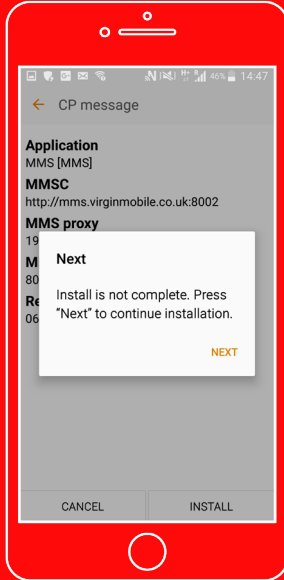 46% 14:47
CP message
Application
MMS [MMS]
MMSC
http://mms.virginmobile.co.uk:8002
MMS proxy
19
Next
M
80
Install is not complete. Press
Re
"Next" to continue installation.
06
NEXT
CANCEL INSTALL